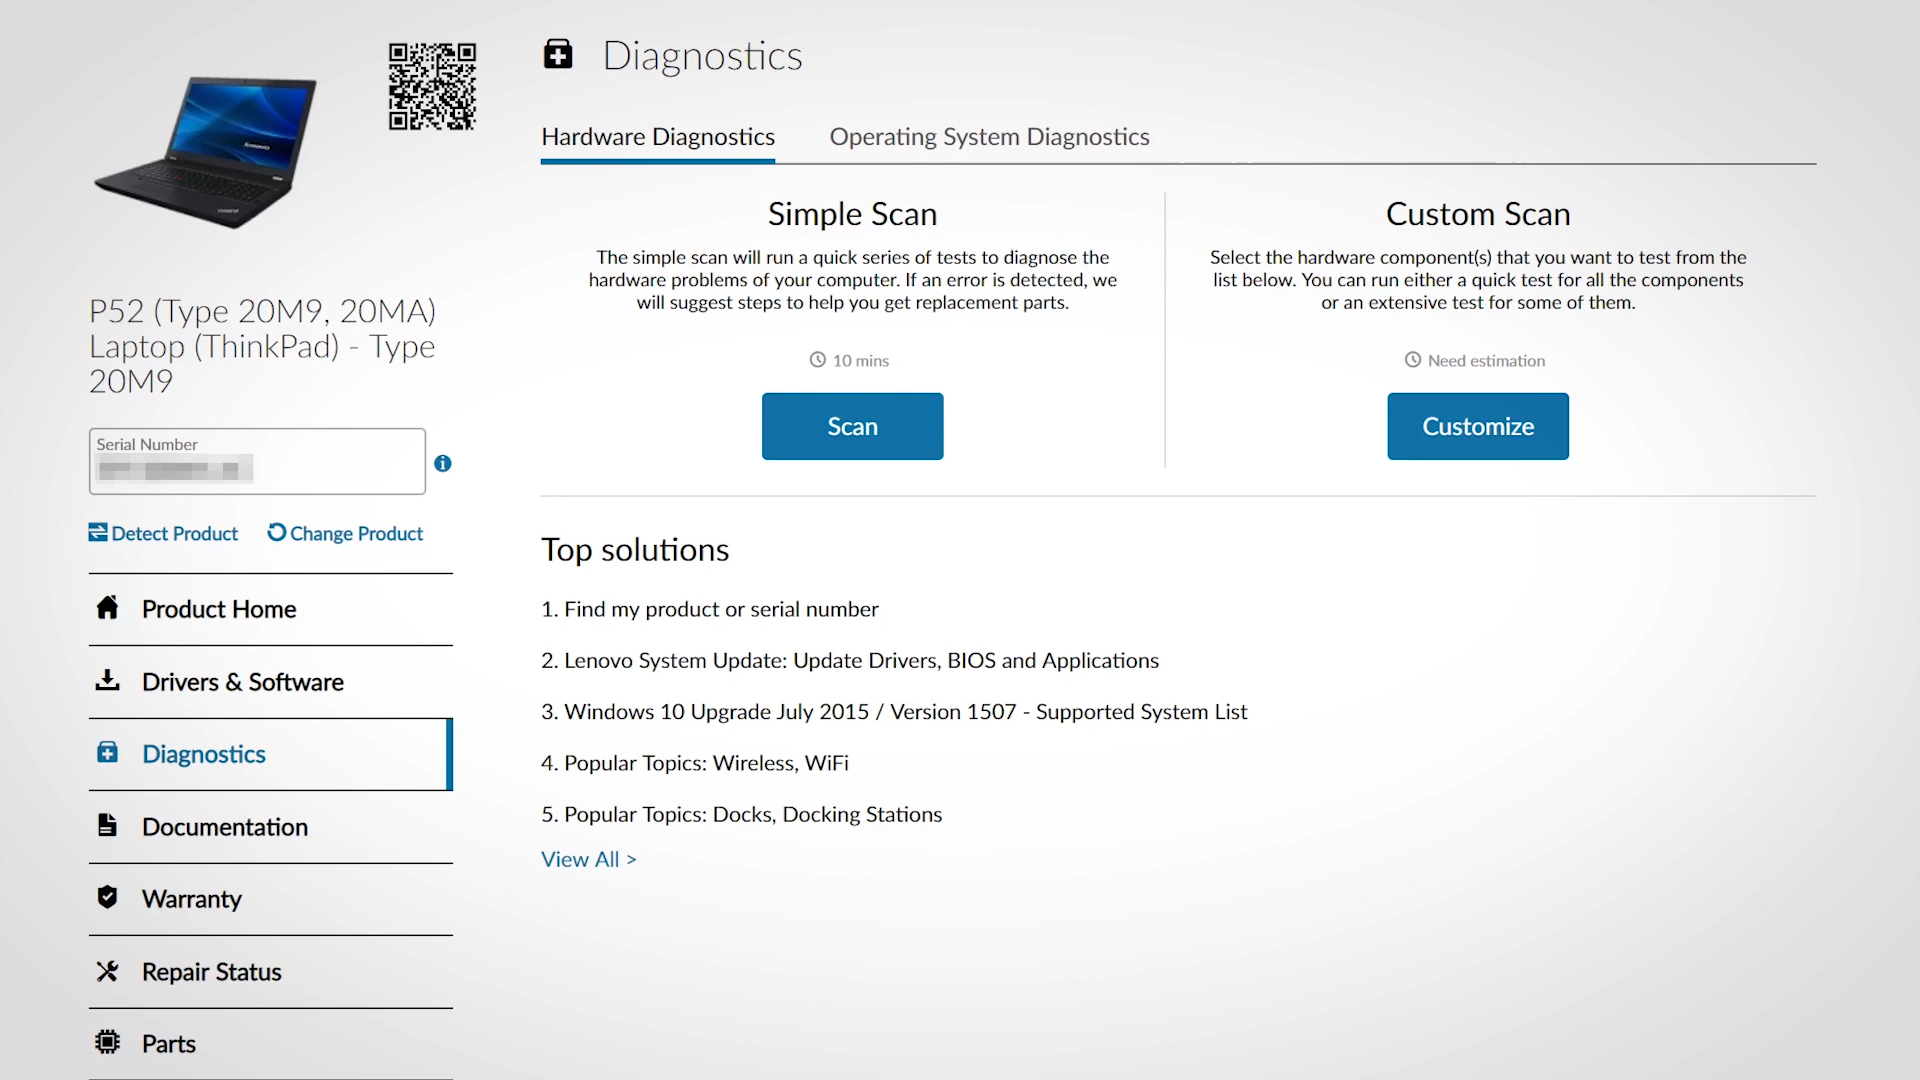 Diagnostics
Hardware Diagnostics
Operating System Diagnostics
Simple Scan
The simple scan will run a quick series of tests to diagnose the
hardware problems of your computer. If an error is detected, we
will suggest steps to help you get replacement parts.
10 mins
Scan
Custom Scan
Select the hardware component(s) that you want to test from the
list below. You can run either a quick test for all the components
or an extensive test for some of them.
Need estimation
Customize
P52 (Type 20M9, 20MA)
Laptop (ThinkPad) - Type
20M9
Serial Number
Detect Product
Change Product
Product Home
Drivers & Software
Diagnostics
Documentation
Warranty
Repair Status
Parts
Top solutions
1. Find my product or serial number
2. Lenovo System Update: Update Drivers, BIOS and Applications
3. Windows 10 Upgrade July 2015 / Version 1507 - Supported System List
4. Popular Topics: Wireless, WiFi
5. Popular Topics: Docks, Docking Stations
View All >